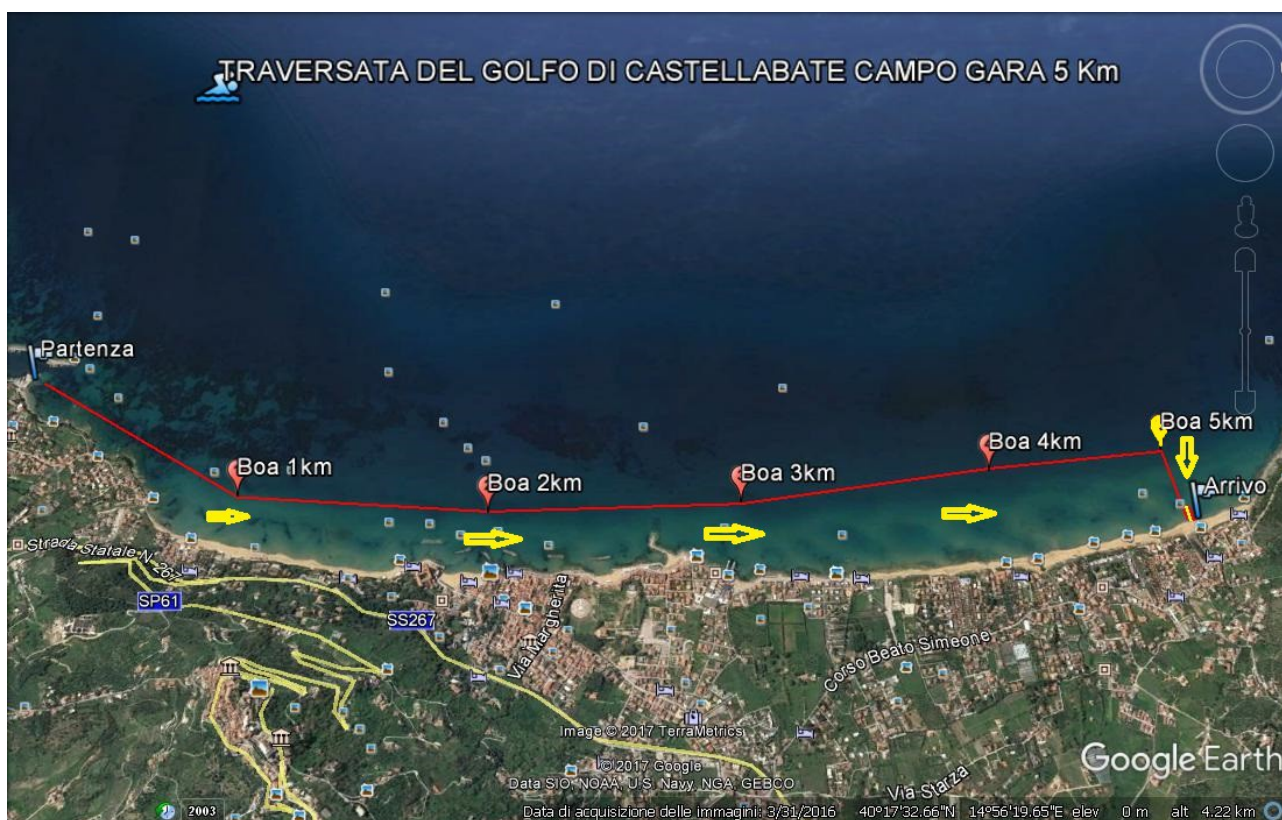 TRAVERSATA DEL GOLFO DI CASTELLABATE CAMPO GARA 5 Km
Partenza
Boa 1km
Boa 2km
Boa 3km
Boa 4km
Boa 5km
Arrivo
Strada Statale N° 267
SP61
SS267
Via Margherita
Corso Beato Simeone
Via Starza
Image © 2017 TerraMetrics
© 2017 Google
Data SIO, NOAA, U.S. Navy, NGA, GEBCO
Google Earth
2003
Data di acquisizione delle immagini: 3/31/2016 40°17'32.66"N 14°56'19.65"E elev 0 m alt 4.22 km